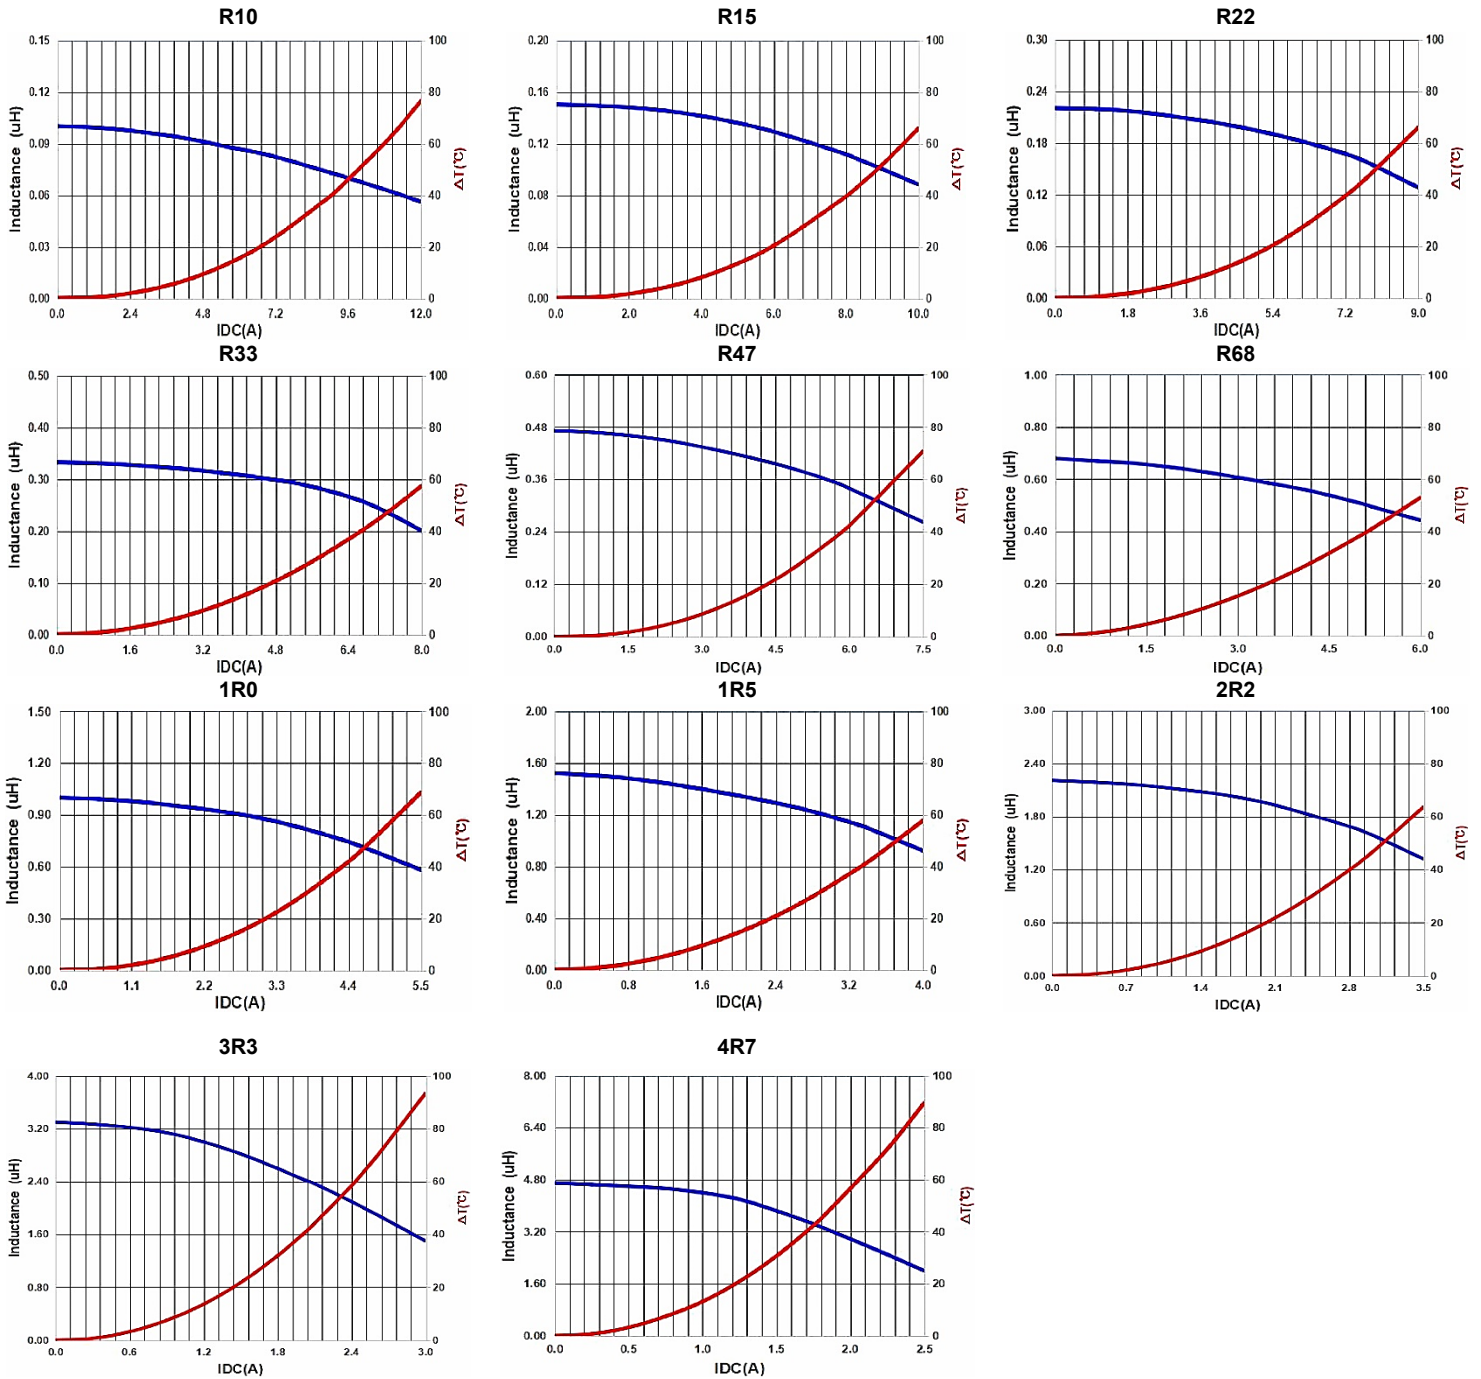 R10
0.15
0.12
0.09
0.06
0.03
0.00
100
80
60
40
20
0
0.0 2.4 4.8 7.2 9.6 12.0
Inductance (uH)
ΔT(℃)
IDC(A)
R15
0.20
0.16
0.12
0.08
0.04
0.00
100
80
60
40
20
0
0.0 2.0 4.0 6.0 8.0 10.0
Inductance (uH)
ΔT(℃)
IDC(A)
R22
0.30
0.24
0.18
0.12
0.06
0.00
100
80
60
40
20
0
0.0 1.8 3.6 5.4 7.2 9.0
Inductance (uH)
ΔT(℃)
IDC(A)
R33
0.50
0.40
0.30
0.20
0.10
0.00
100
80
60
40
20
0
0.0 1.6 3.2 4.8 6.4 8.0
Inductance (uH)
ΔT(℃)
IDC(A)
R47
0.60
0.48
0.36
0.24
0.12
0.00
100
80
60
40
20
0
0.0 1.5 3.0 4.5 6.0 7.5
Inductance (uH)
ΔT(℃)
IDC(A)
R68
1.00
0.80
0.60
0.40
0.20
0.00
100
80
60
40
20
0
0.0 1.5 3.0 4.5 6.0
Inductance (uH)
ΔT(℃)
IDC(A)
1R0
1.50
1.20
0.90
0.60
0.30
0.00
100
80
60
40
20
0
0.0 1.1 2.2 3.3 4.4 5.5
Inductance (uH)
ΔT(℃)
IDC(A)
1R5
2.00
1.60
1.20
0.80
0.40
0.00
100
80
60
40
20
0
0.0 0.8 1.6 2.4 3.2 4.0
Inductance (uH)
ΔT(℃)
IDC(A)
2R2
3.00
2.40
1.80
1.20
0.60
0.00
100
80
60
40
20
0
0.0 0.7 1.4 2.1 2.8 3.5
Inductance (uH)
ΔT(℃)
IDC(A)
3R3
4.00
3.20
2.40
1.60
0.80
0.00
100
80
60
40
20
0
0.0 0.6 1.2 1.8 2.4 3.0
Inductance (uH)
ΔT(℃)
IDC(A)
4R7
8.00
6.40
4.80
3.20
1.60
0.00
100
80
60
40
20
0
0.0 0.5 1.0 1.5 2.0 2.5
Inductance (uH)
ΔT(℃)
IDC(A)